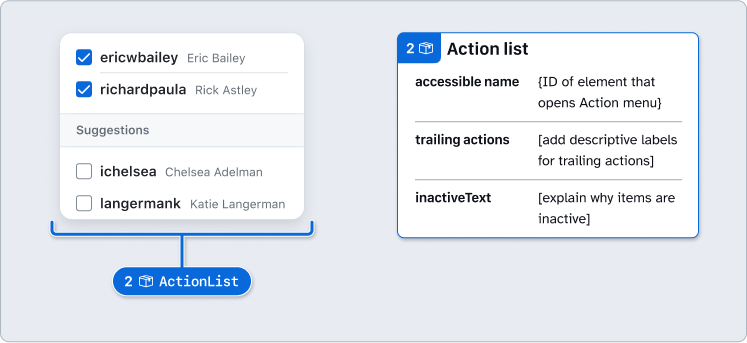 ericwbailey Eric Bailey
richardpaula Rick Astley
Suggestions
ichelsea Chelsea Adelman
langermank Katie Langerman
2 ActionList
2 Action list
accessible name {ID of element that
opens Action menu}
trailing actions [add descriptive labels
for trailing actions]
inactiveText [explain why items are
inactive]